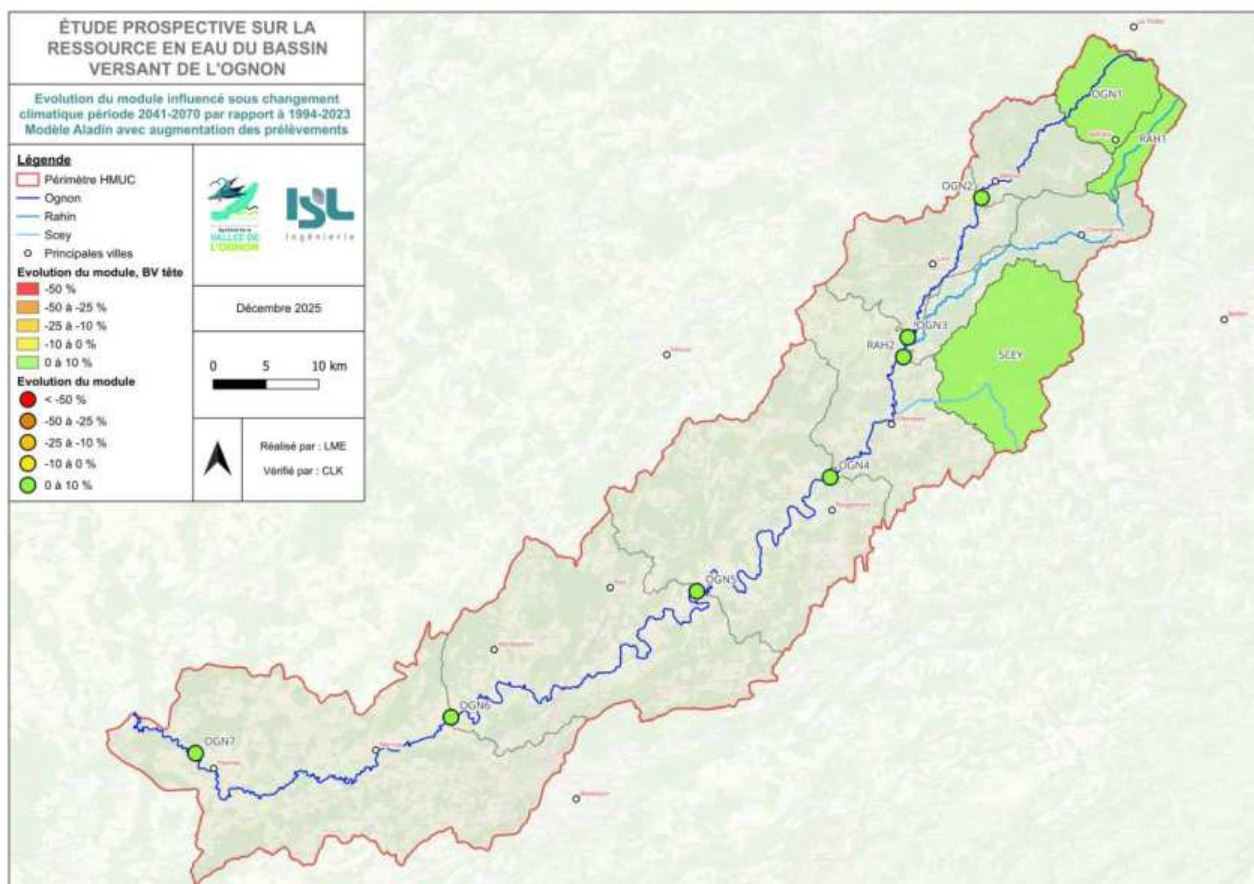 ÉTUDE PROSPECTIVE SUR LA
RESSOURCE EN EAU DU BASSIN
VERSANT DE L'OGNON
Evolution du module influencé sous changement
climatique période 2041-2070 par rapport à 1994-2023
Modèle Aladin avec augmentation des prélèvements
Légende
Périmètre HMUC
Ognon
Rahin
Scey
Principales villes
Evolution du module, BV tête
-50 %
-50 à -25 %
-25 à -10 %
-10 à 0 %
0 à 10 %
Evolution du module
< -50 %
-50 à -25 %
-25 à -10 %
-10 à 0 %
0 à 10 %
VALLÉE DE
L'OGNON
ISL
Ingénierie
Décembre 2025
0 5 10 km
Réalisé par : LME
Vérifié par : CLK
OGN1
RAH1
OGN2
OGN3
RAH2
SCEY
OGN4
OGN5
OGN6
OGN7